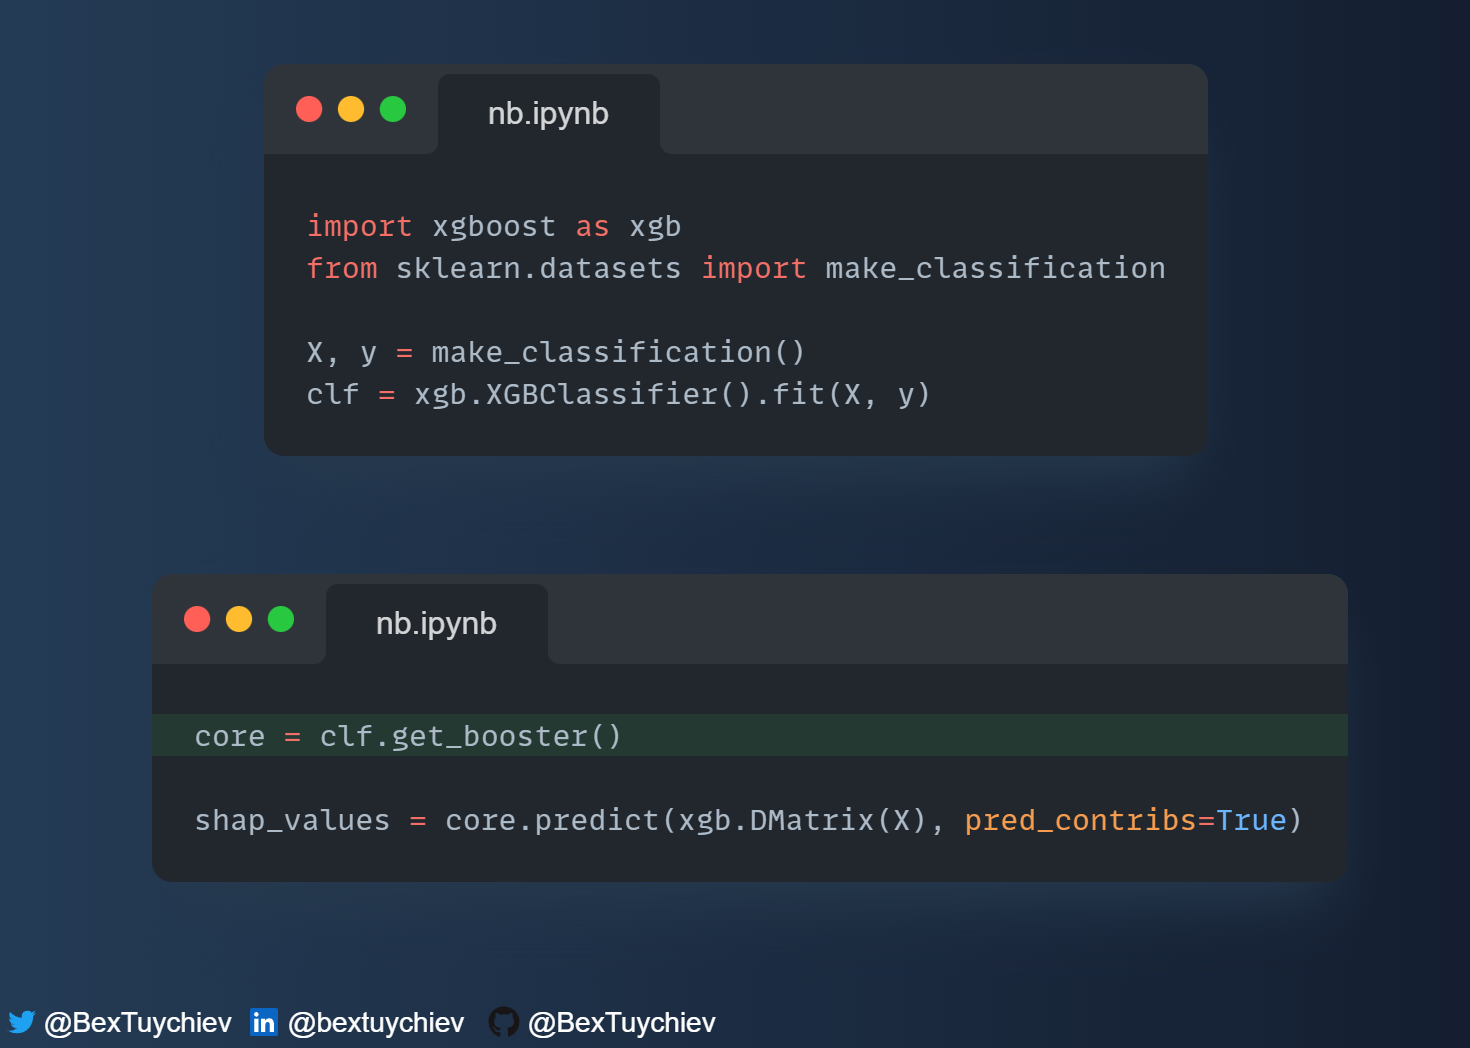 nb.ipynb
import xgboost as xgb
from sklearn.datasets import make_classification
X, y = make_classification()
clf = xgb.XGBClassifier().fit(X, y)
nb.ipynb
core = clf.get_booster()
shap_values = core.predict(xgb.DMatrix(X), pred_contribs=True)
@BexTuychiev in @bextuychiev @BexTuychiev